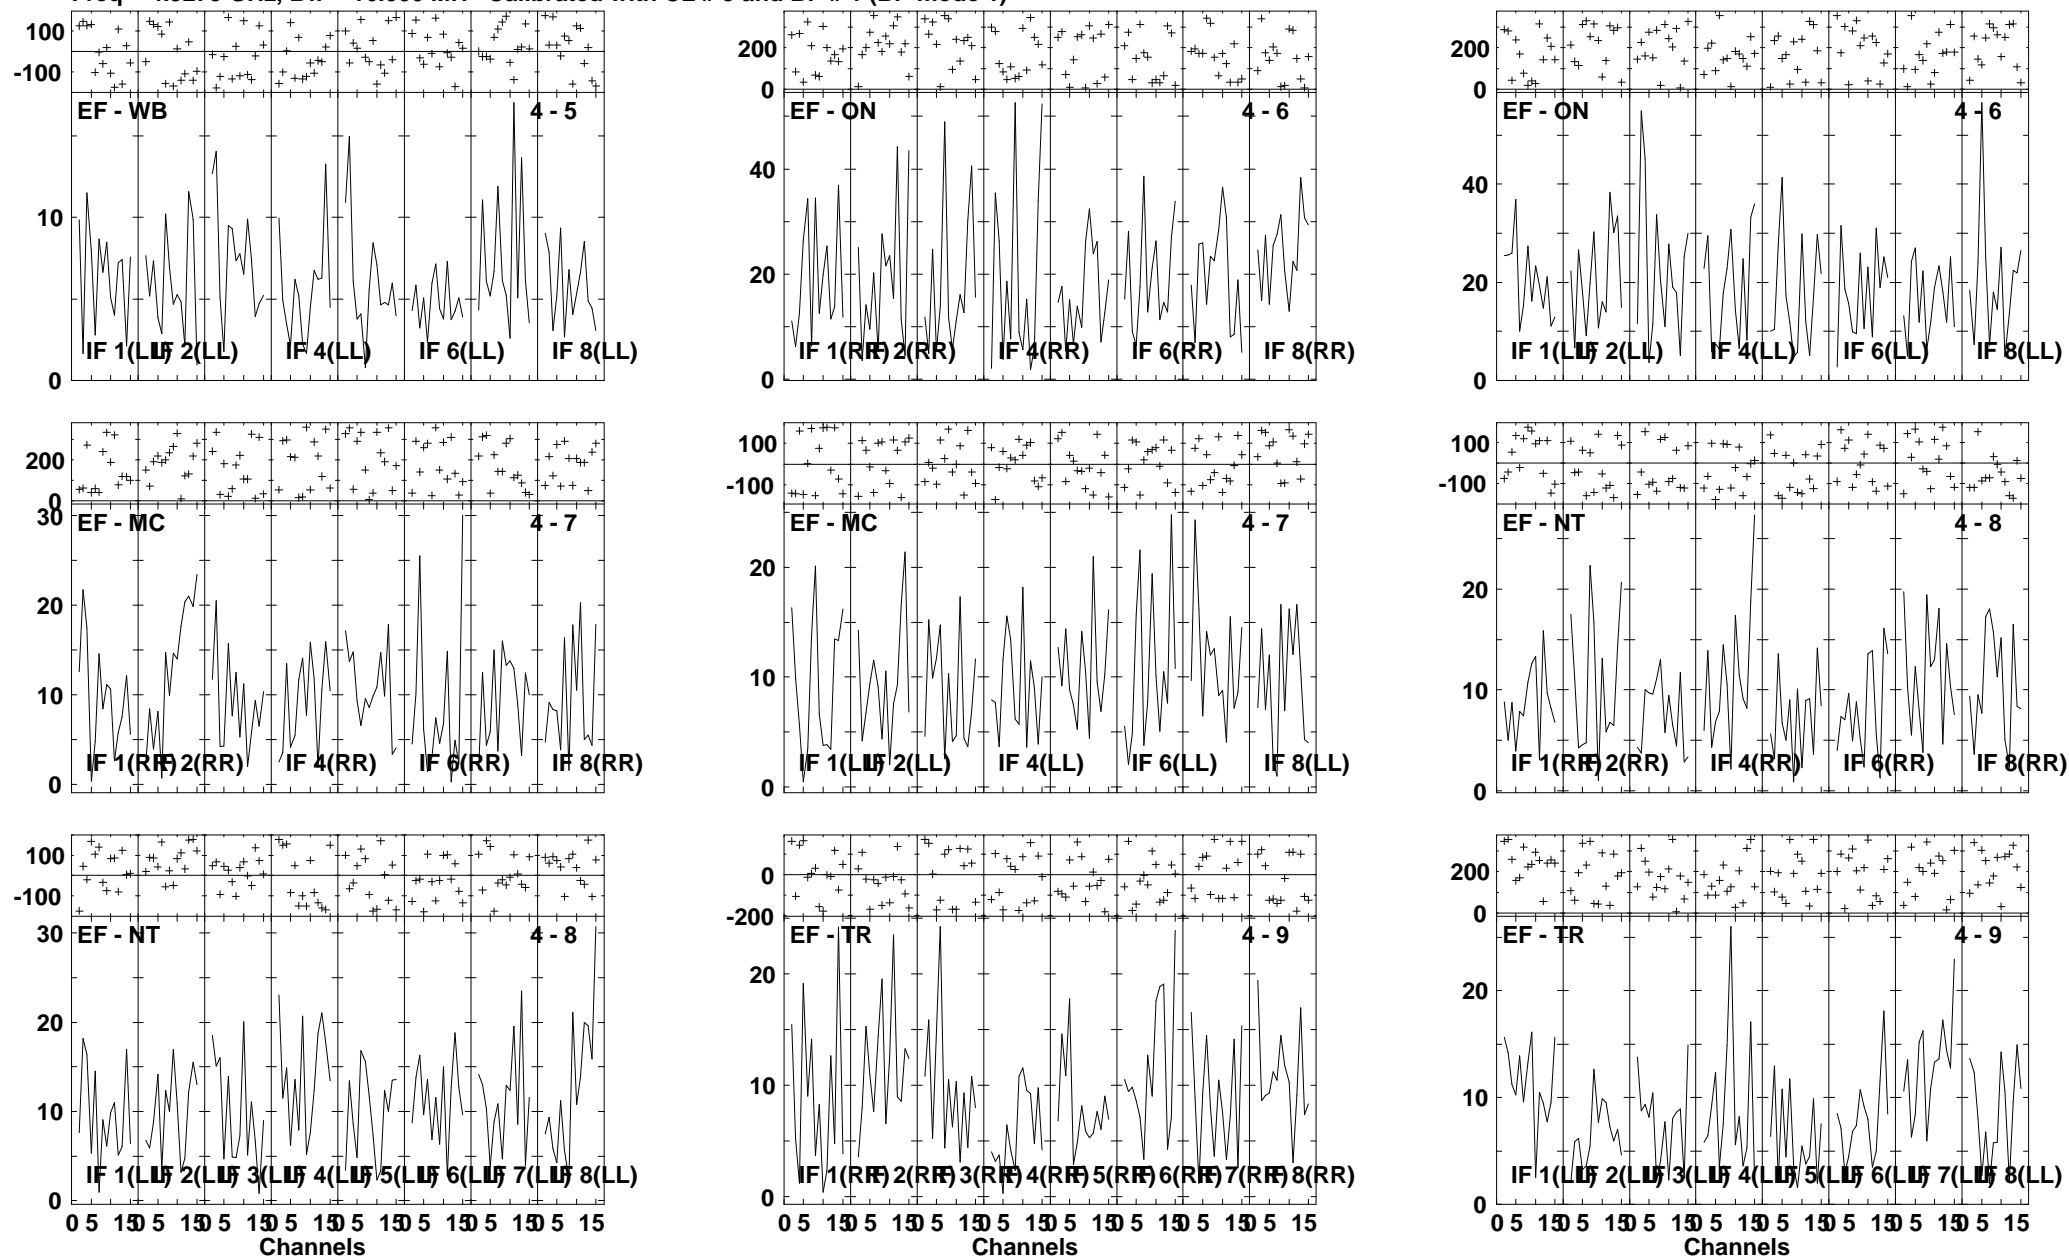 100
-100
EF - WB 4 - 5
10
0
IF 1(LL) IF 2(LL) IF 4(LL) IF 6(LL) IF 8(LL)
200
0
EF - ON 4 - 6
40
20
0
IF 1(RR) IF 2(RR) IF 4(RR) IF 6(RR) IF 8(RR)
200
0
EF - ON 4 - 6
40
20
0
IF 1(LL) IF 2(LL) IF 4(LL) IF 6(LL) IF 8(LL)
200
0
30
EF - MC 4 - 7
20
10
0
IF 1(RR) IF 2(RR) IF 4(RR) IF 6(RR) IF 8(RR)
100
-100
EF - MC 4 - 7
20
10
0
IF 1(LL) IF 2(LL) IF 4(LL) IF 6(LL) IF 8(LL)
100
-100
EF - NT 4 - 8
20
10
0
IF 1(RR) IF 2(RR) IF 4(RR) IF 6(RR) IF 8(RR)
100
-100
30
EF - NT 4 - 8
20
10
0
IF 1(LL) IF 2(LL) IF 3(LL) IF 4(LL) IF 5(LL) IF 6(LL) IF 7(LL) IF 8(LL)
0 5 15 0 5 15 0 5 15 0 5 15 0 5 15 0 5 15 0 5 15 0 5 15
Channels
0
-200
EF - TR 4 - 9
20
10
0
IF 1(RR) IF 2(RR) IF 3(RR) IF 4(RR) IF 5(RR) IF 6(RR) IF 7(RR) IF 8(RR)
0 5 15 0 5 15 0 5 15 0 5 15 0 5 15 0 5 15 0 5 15 0 5 15
Channels
200
0
EF - TR 4 - 9
20
10
0
IF 1(LL) IF 2(LL) IF 3(LL) IF 4(LL) IF 5(LL) IF 6(LL) IF 7(LL) IF 8(LL)
0 5 15 0 5 15 0 5 15 0 5 15 0 5 15 0 5 15 0 5 15 0 5 15
Channels